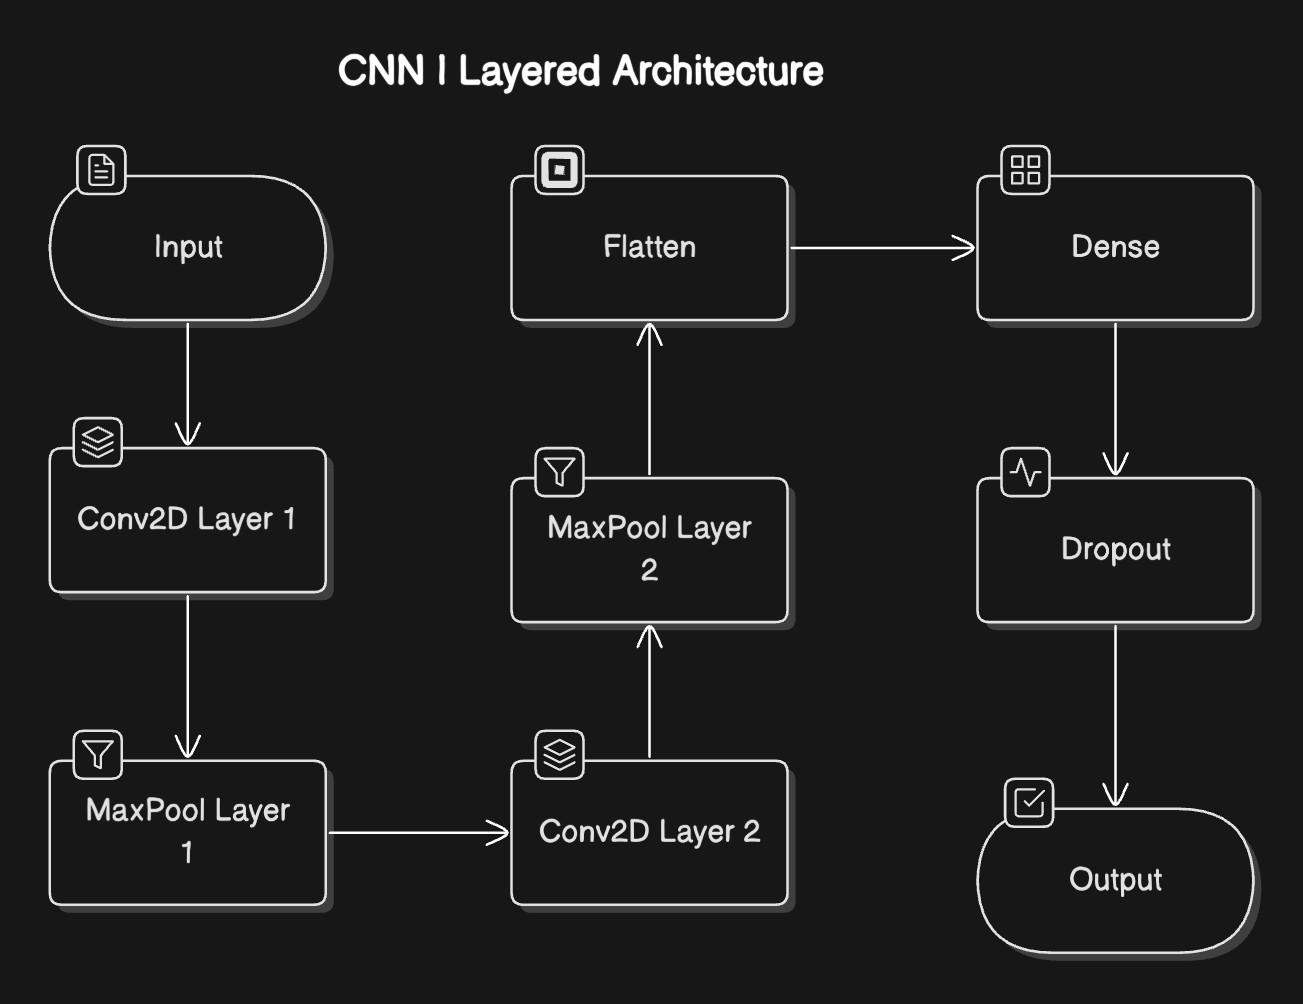 CNN | Layered Architecture
Input
Conv2D Layer 1
MaxPool Layer
1
Conv2D Layer 2
MaxPool Layer
2
Flatten
Dense
Dropout
Output